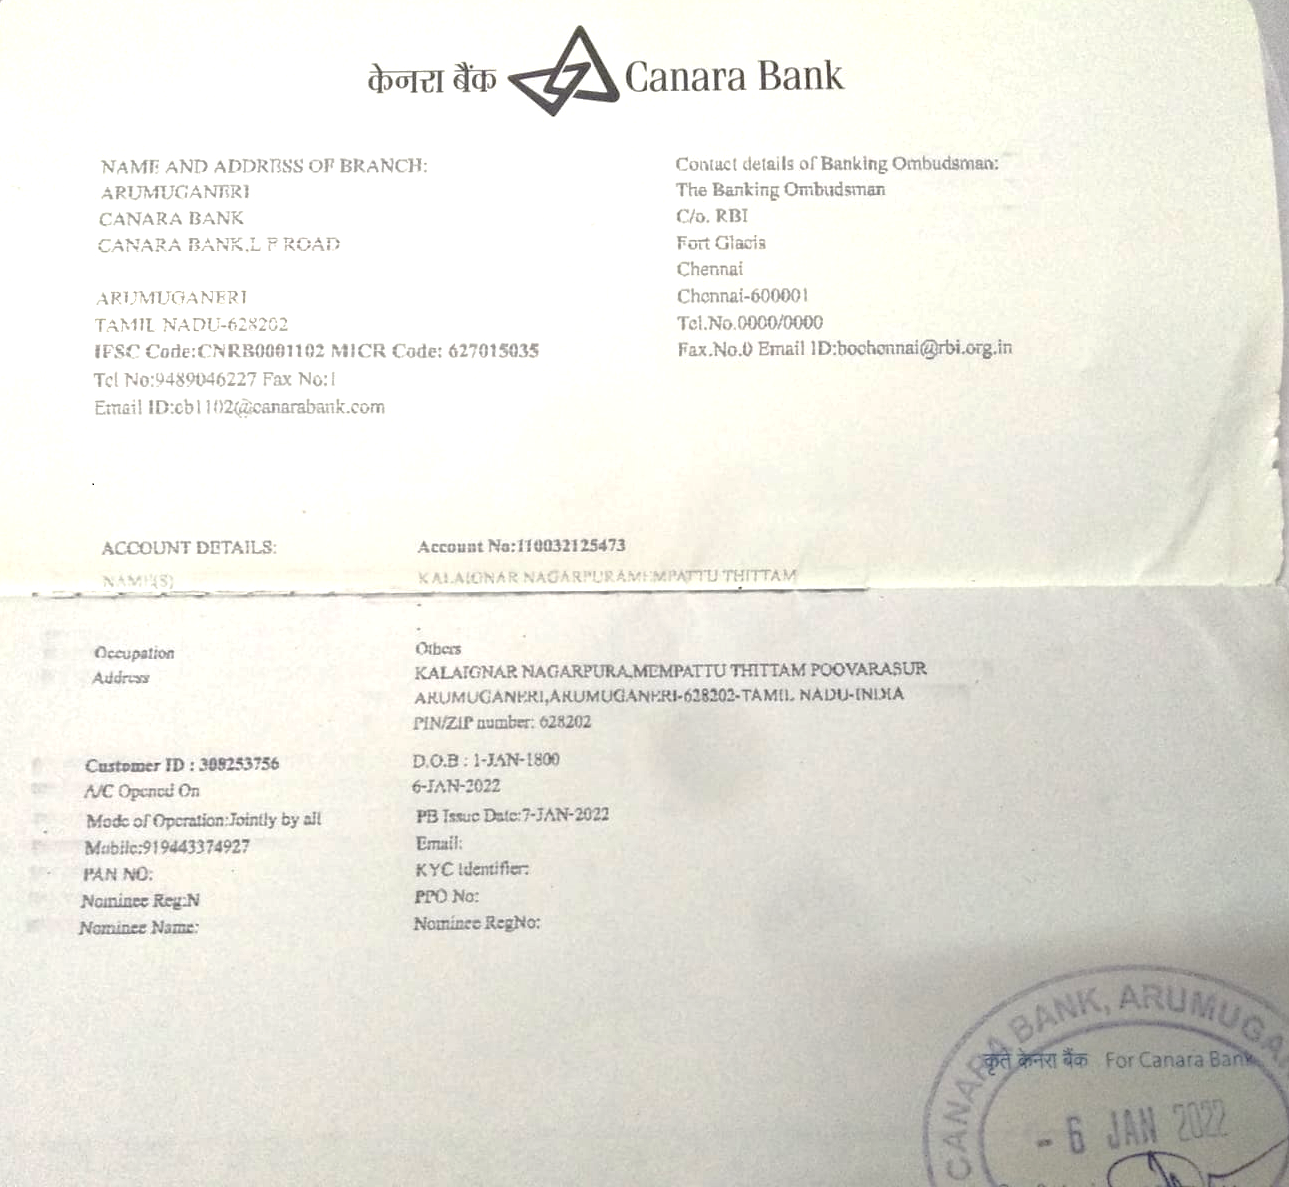 केनरा बैंक Canara Bank
NAME AND ADDRESS OF BRANCH:
ARUMUGANERI
CANARA BANK
CANARA BANK,L F ROAD
ARUMUGANERI
TAMIL NADU-628202
IFSC Code:CNRB0001102 MICR Code: 627015035
Tel No:9489046227 Fax No:1
Email ID:cb1102@canarabank.com
Contact details of Banking Ombudsman:
The Banking Ombudsman
C/o. RBI
Fort Glacis
Chennai
Chennai-600001
Tel.No.0000/0000
Fax.No.0 Email ID:bochennai@rbi.org.in
ACCOUNT DETAILS: Account No:110032125473
NAME(S) KALAIGNAR NAGARPURAMEMPATTU THITTAM
Occupation Others
Address KALAIGNAR NAGARPURA,MEMPATTU THITTAM POOVARASUR
ARUMUGANERI,ARUMUGANERI-628202-TAMIL NADU-INDIA
PIN/ZIP number: 628202
Customer ID : 308253756 D.O.B : 1-JAN-1800
A/C Opened On 6-JAN-2022
Mode of Operation:Jointly by all PB Issue Date:7-JAN-2022
Mobile:919443374927 Email:
PAN NO: KYC Identifier:
Nominee Reg:N PPO No:
Nominee Name: Nominee RegNo:
CANARA BANK, ARUMUGA
कृते केनरा बैंक For Canara Bank
- 6 JAN 2022